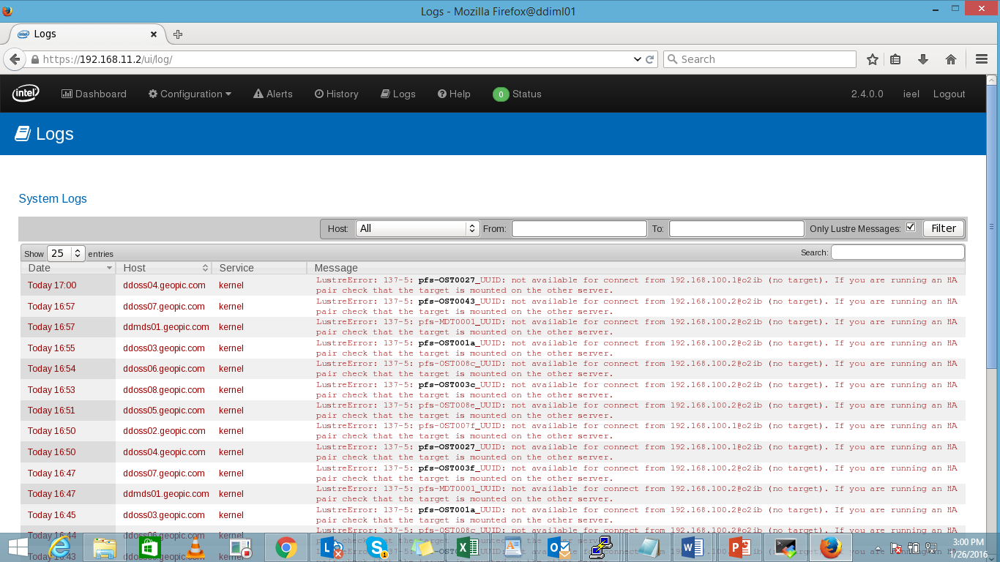 Logs - Mozilla Firefox@ddiml01
Logs
https://192.168.11.2/ui/log/
Search
intel
Dashboard Configuration Alerts History Logs Help 0 Status 2.4.0.0 ieel Logout
Logs
System Logs
Host: All From: To: Only Lustre Messages: Filter
Show 25 entries Search:
Date Host Service Message
Today 17:00 ddoss04.geopic.com kernel LustreError: 137-5: pfs-OST0027_UUID: not available for connect from 192.168.100.1@o2ib (no target). If you are running an HA
pair check that the target is mounted on the other server.
Today 16:57 ddoss07.geopic.com kernel LustreError: 137-5: pfs-OST0043_UUID: not available for connect from 192.168.100.2@o2ib (no target). If you are running an HA
pair check that the target is mounted on the other server.
Today 16:57 ddmds01.geopic.com kernel LustreError: 137-5: pfs-MDT0001_UUID: not available for connect from 192.168.100.2@o2ib (no target). If you are running an HA
pair check that the target is mounted on the other server.
Today 16:55 ddoss03.geopic.com kernel LustreError: 137-5: pfs-OST001a_UUID: not available for connect from 192.168.100.2@o2ib (no target). If you are running an HA
pair check that the target is mounted on the other server.
Today 16:54 ddoss06.geopic.com kernel LustreError: 137-5: pfs-OST008c_UUID: not available for connect from 192.168.100.2@o2ib (no target). If you are running an HA
pair check that the target is mounted on the other server.
Today 16:53 ddoss08.geopic.com kernel LustreError: 137-5: pfs-OST003c_UUID: not available for connect from 192.168.100.2@o2ib (no target). If you are running an HA
pair check that the target is mounted on the other server.
Today 16:51 ddoss05.geopic.com kernel LustreError: 137-5: pfs-OST008e_UUID: not available for connect from 192.168.100.2@o2ib (no target). If you are running an HA
pair check that the target is mounted on the other server.
Today 16:50 ddoss02.geopic.com kernel LustreError: 137-5: pfs-OST007f_UUID: not available for connect from 192.168.100.1@o2ib (no target). If you are running an HA
pair check that the target is mounted on the other server.
Today 16:50 ddoss04.geopic.com kernel LustreError: 137-5: pfs-OST0027_UUID: not available for connect from 192.168.100.1@o2ib (no target). If you are running an HA
pair check that the target is mounted on the other server.
Today 16:47 ddoss07.geopic.com kernel LustreError: 137-5: pfs-OST003f_UUID: not available for connect from 192.168.100.2@o2ib (no target). If you are running an HA
pair check that the target is mounted on the other server.
Today 16:47 ddmds01.geopic.com kernel LustreError: 137-5: pfs-MDT0001_UUID: not available for connect from 192.168.100.2@o2ib (no target). If you are running an HA
pair check that the target is mounted on the other server.
Today 16:45 ddoss03.geopic.com kernel LustreError: 137-5: pfs-OST001a_UUID: not available for connect from 192.168.100.2@o2ib (no target). If you are running an HA
pair check that the target is mounted on the other server.
LustreError: 137-5: pfs-OST008c_UUID: not available for connect from 192.168.100.2@o2ib (no target). If you are running an HA
3:00 PM
1/26/2016